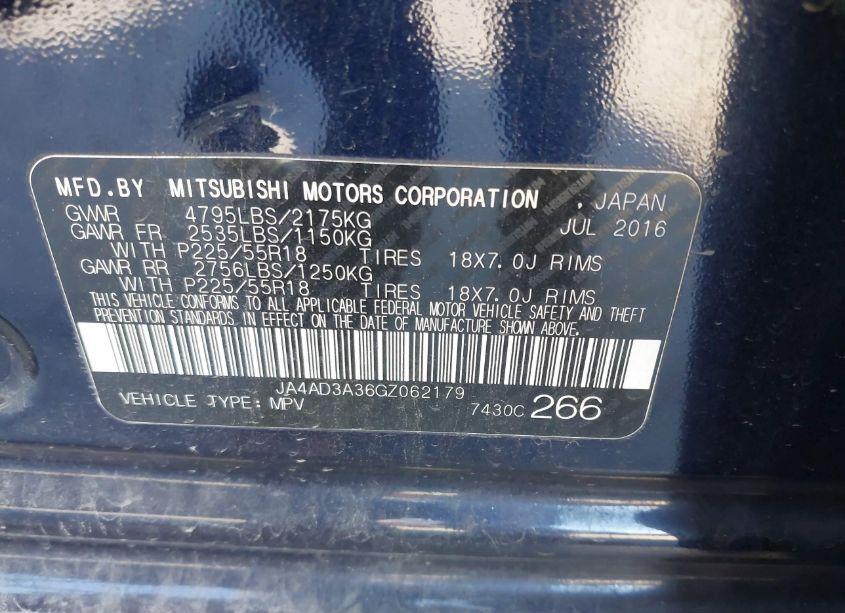 MFD.BY MITSUBISHI MOTORS CORPORATION , JAPAN
GVWR 4795LBS/2175KG JUL 2016
GAWR FR 2535LBS/1150KG
WITH P225/55R18 TIRES 18X7.0J RIMS
GAWR RR 2756LBS/1250KG
WITH P225/55R18 TIRES 18X7.0J RIMS
THIS VEHICLE CONFORMS TO ALL APPLICABLE FEDERAL MOTOR VEHICLE SAFETY AND THEFT
PREVENTION STANDARDS IN EFFECT ON THE DATE OF MANUFACTURE SHOWN ABOVE.
JA4AD3A36GZ062179
VEHICLE TYPE: MPV 7430C 266